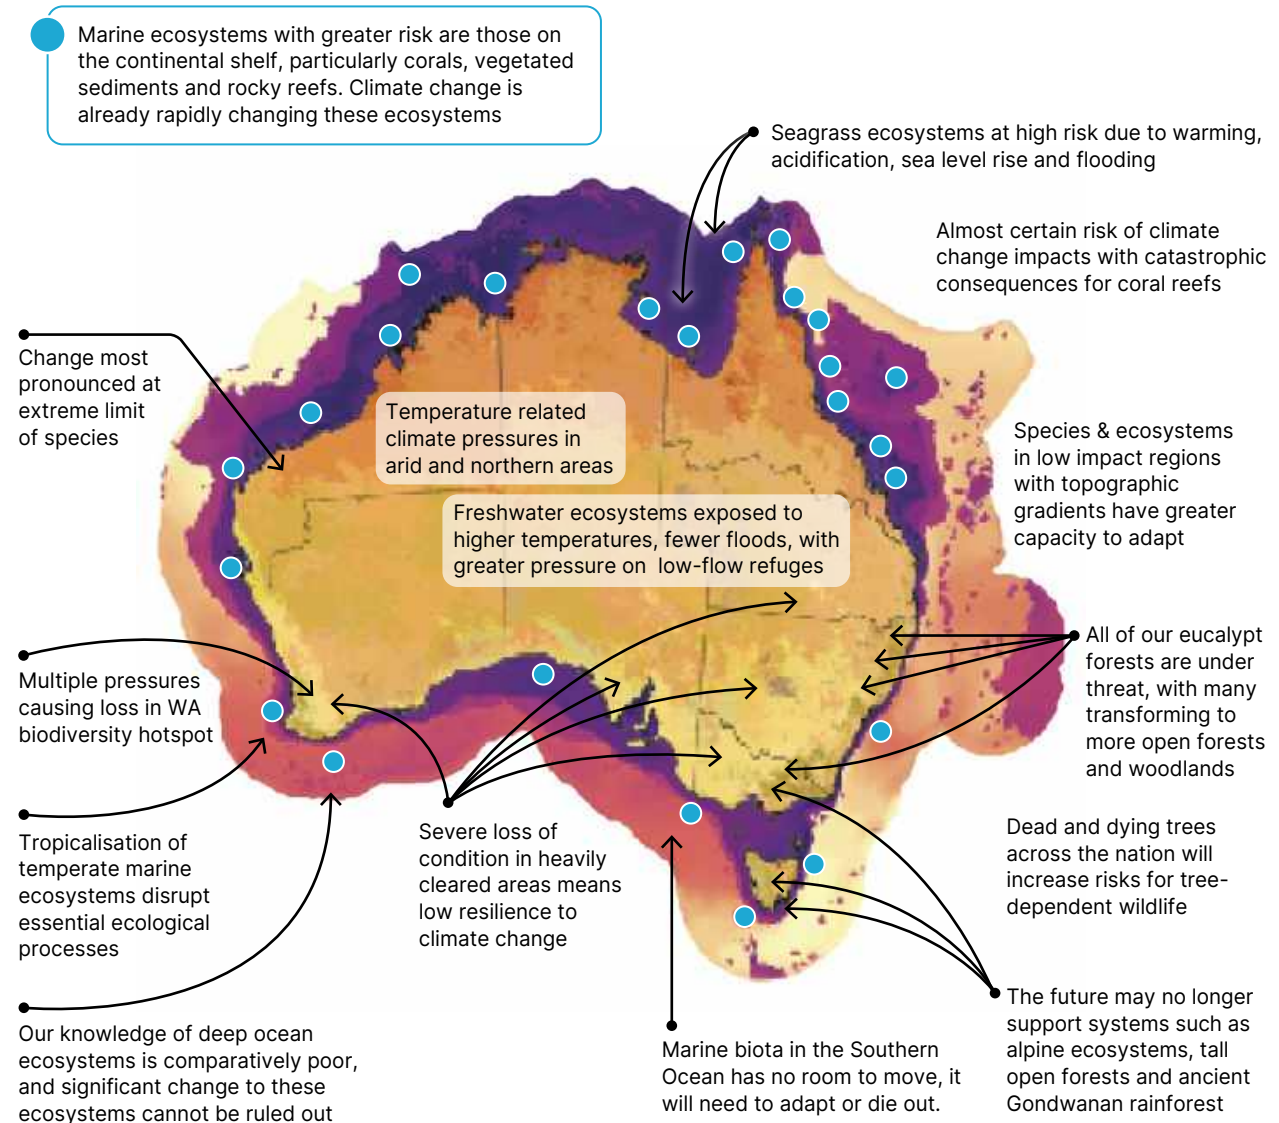 Marine ecosystems with greater risk are those on
the continental shelf, particularly corals, vegetated
sediments and rocky reefs. Climate change is
already rapidly changing these ecosystems
Seagrass ecosystems at high risk due to warming,
acidification, sea level rise and flooding
Almost certain risk of climate
change impacts with catastrophic
consequences for coral reefs
Change most
pronounced at
extreme limit
of species
Temperature related
climate pressures in
arid and northern areas
Species & ecosystems
in low impact regions
with topographic
gradients have greater
capacity to adapt
Freshwater ecosystems exposed to
higher temperatures, fewer floods, with
greater pressure on low-flow refuges
All of our eucalypt
forests are under
threat, with many
transforming to
more open forests
and woodlands
Multiple pressures
causing loss in WA
biodiversity hotspot
Tropicalisation of
temperate marine
ecosystems disrupt
essential ecological
processes
Severe loss of
condition in heavily
cleared areas means
low resilience to
climate change
Dead and dying trees
across the nation will
increase risks for tree-
dependent wildlife
Our knowledge of deep ocean
ecosystems is comparatively poor,
and significant change to these
ecosystems cannot be ruled out
Marine biota in the Southern
Ocean has no room to move, it
will need to adapt or die out.
The future may no longer
support systems such as
alpine ecosystems, tall
open forests and ancient
Gondwanan rainforest